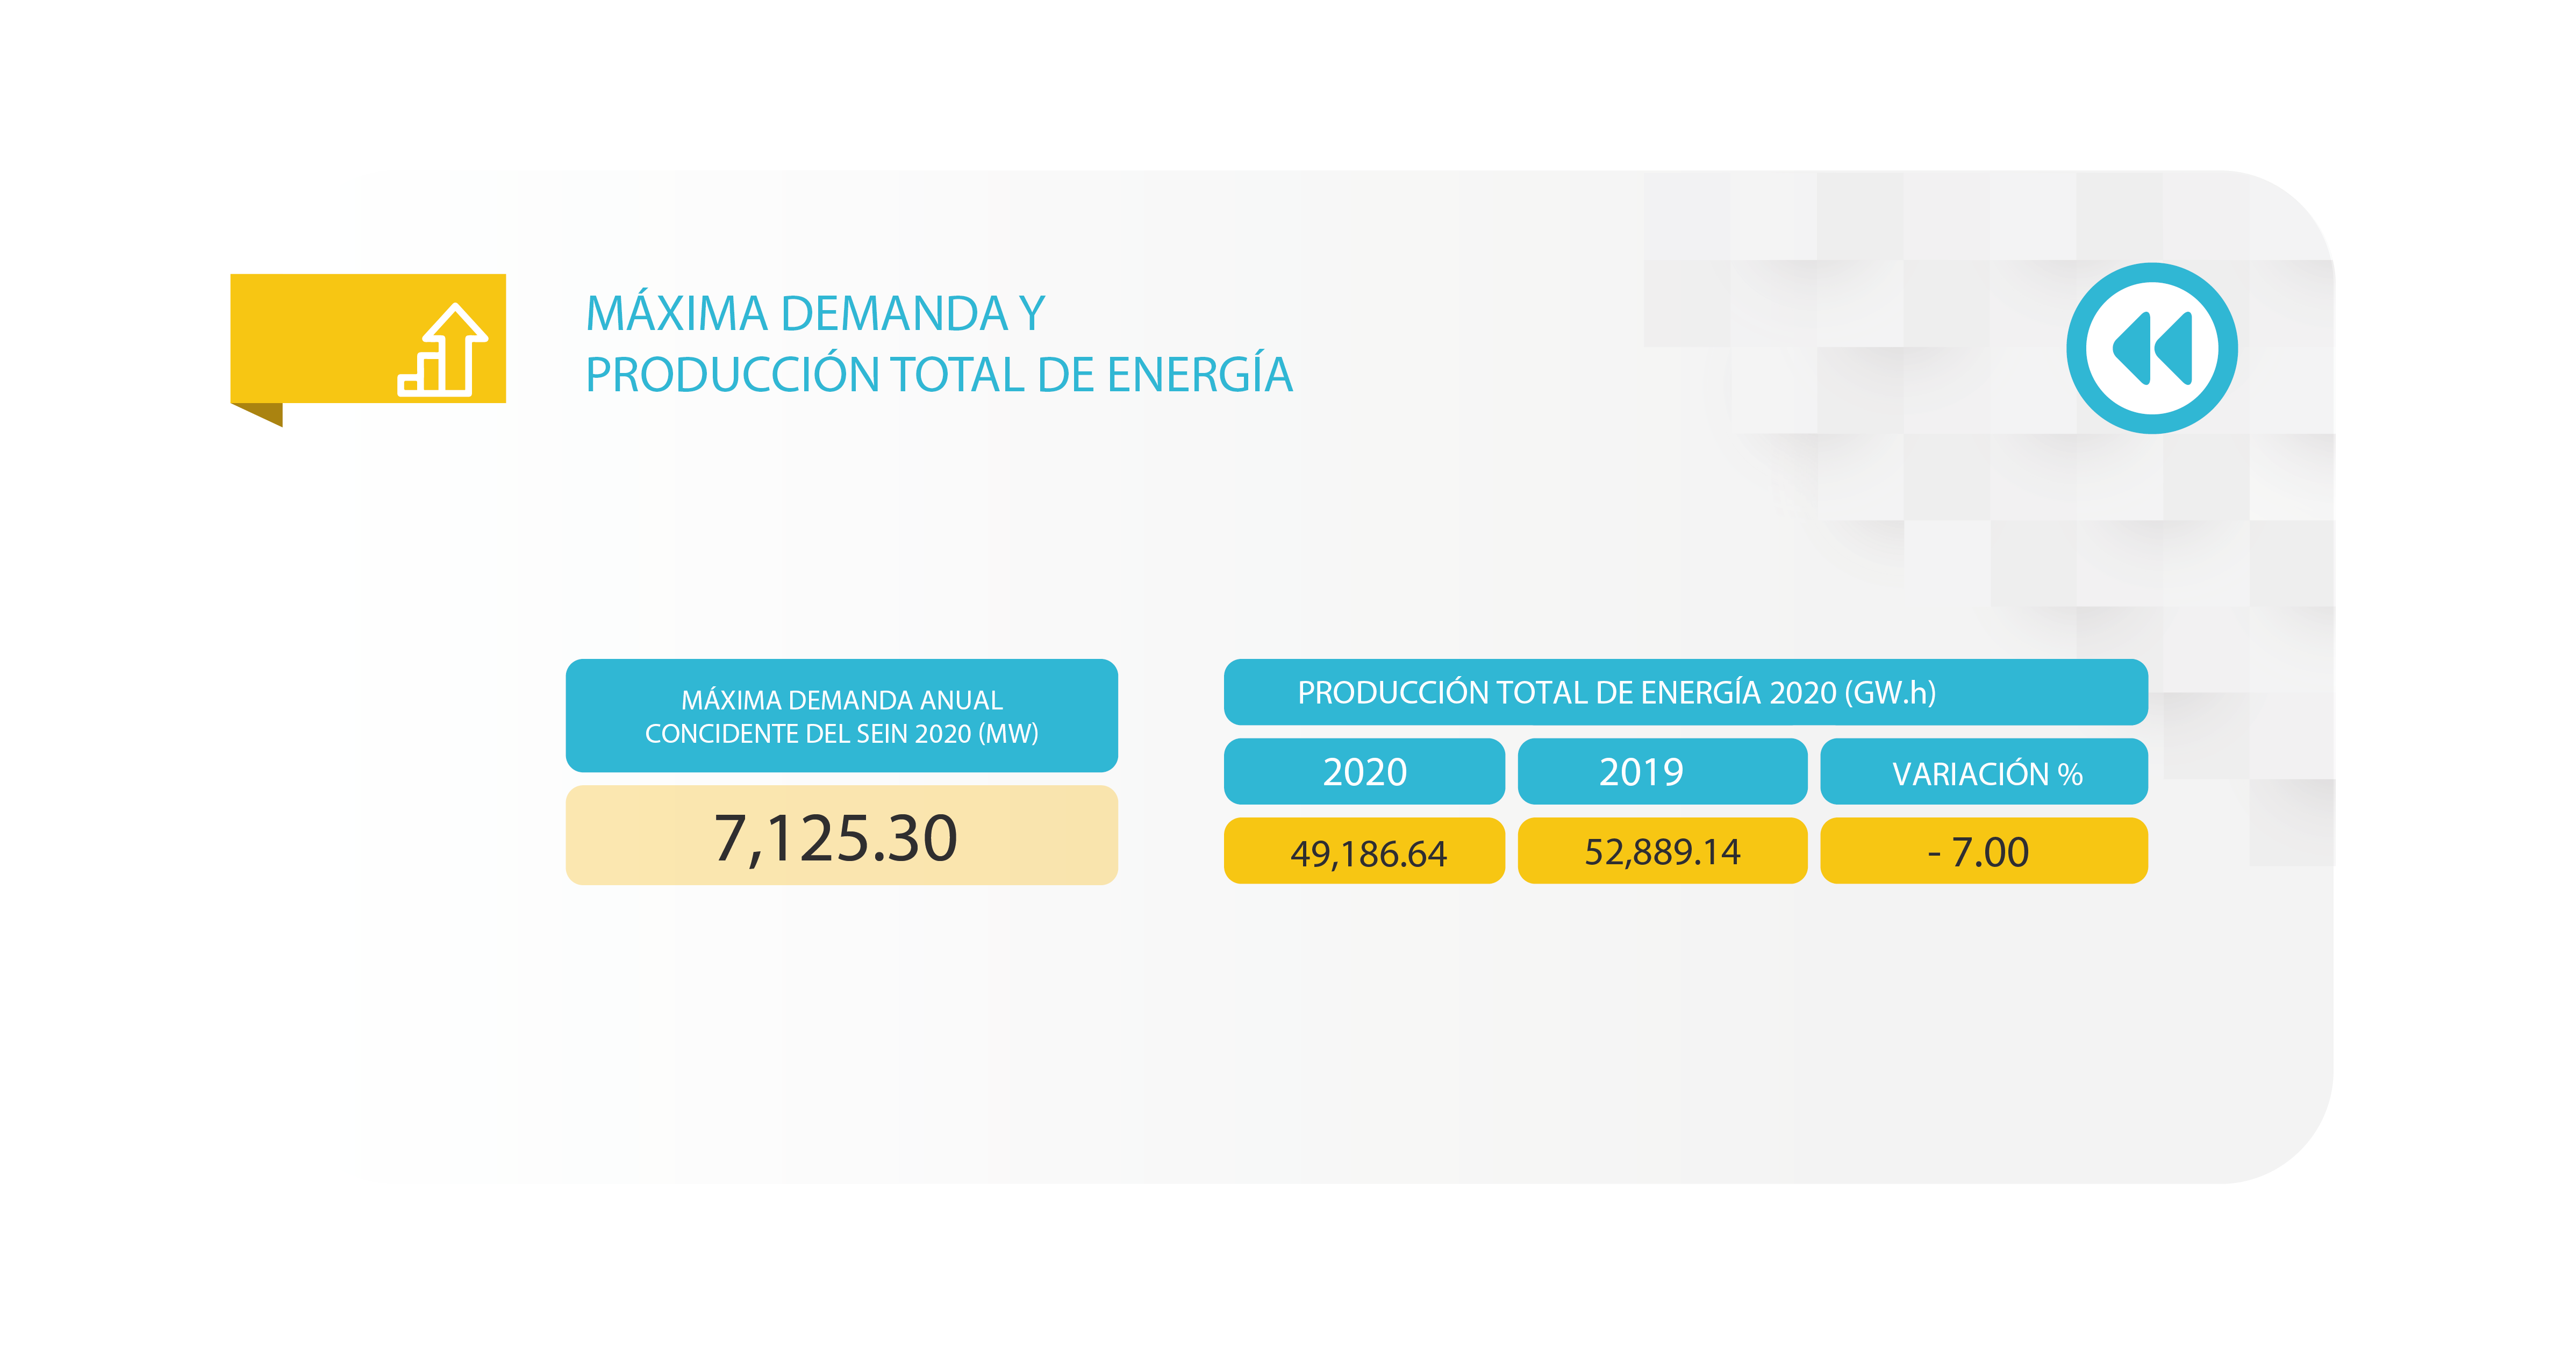 MÁXIMA DEMANDA Y
PRODUCCIÓN TOTAL DE ENERGÍA
MÁXIMA DEMANDA ANUAL
CONCIDENTE DEL SEIN 2020 (MW)
7,125.30
PRODUCCIÓN TOTAL DE ENERGÍA 2020 (GW.h)
2020 2019 VARIACIÓN %
49,186.64 52,889.14 - 7.00